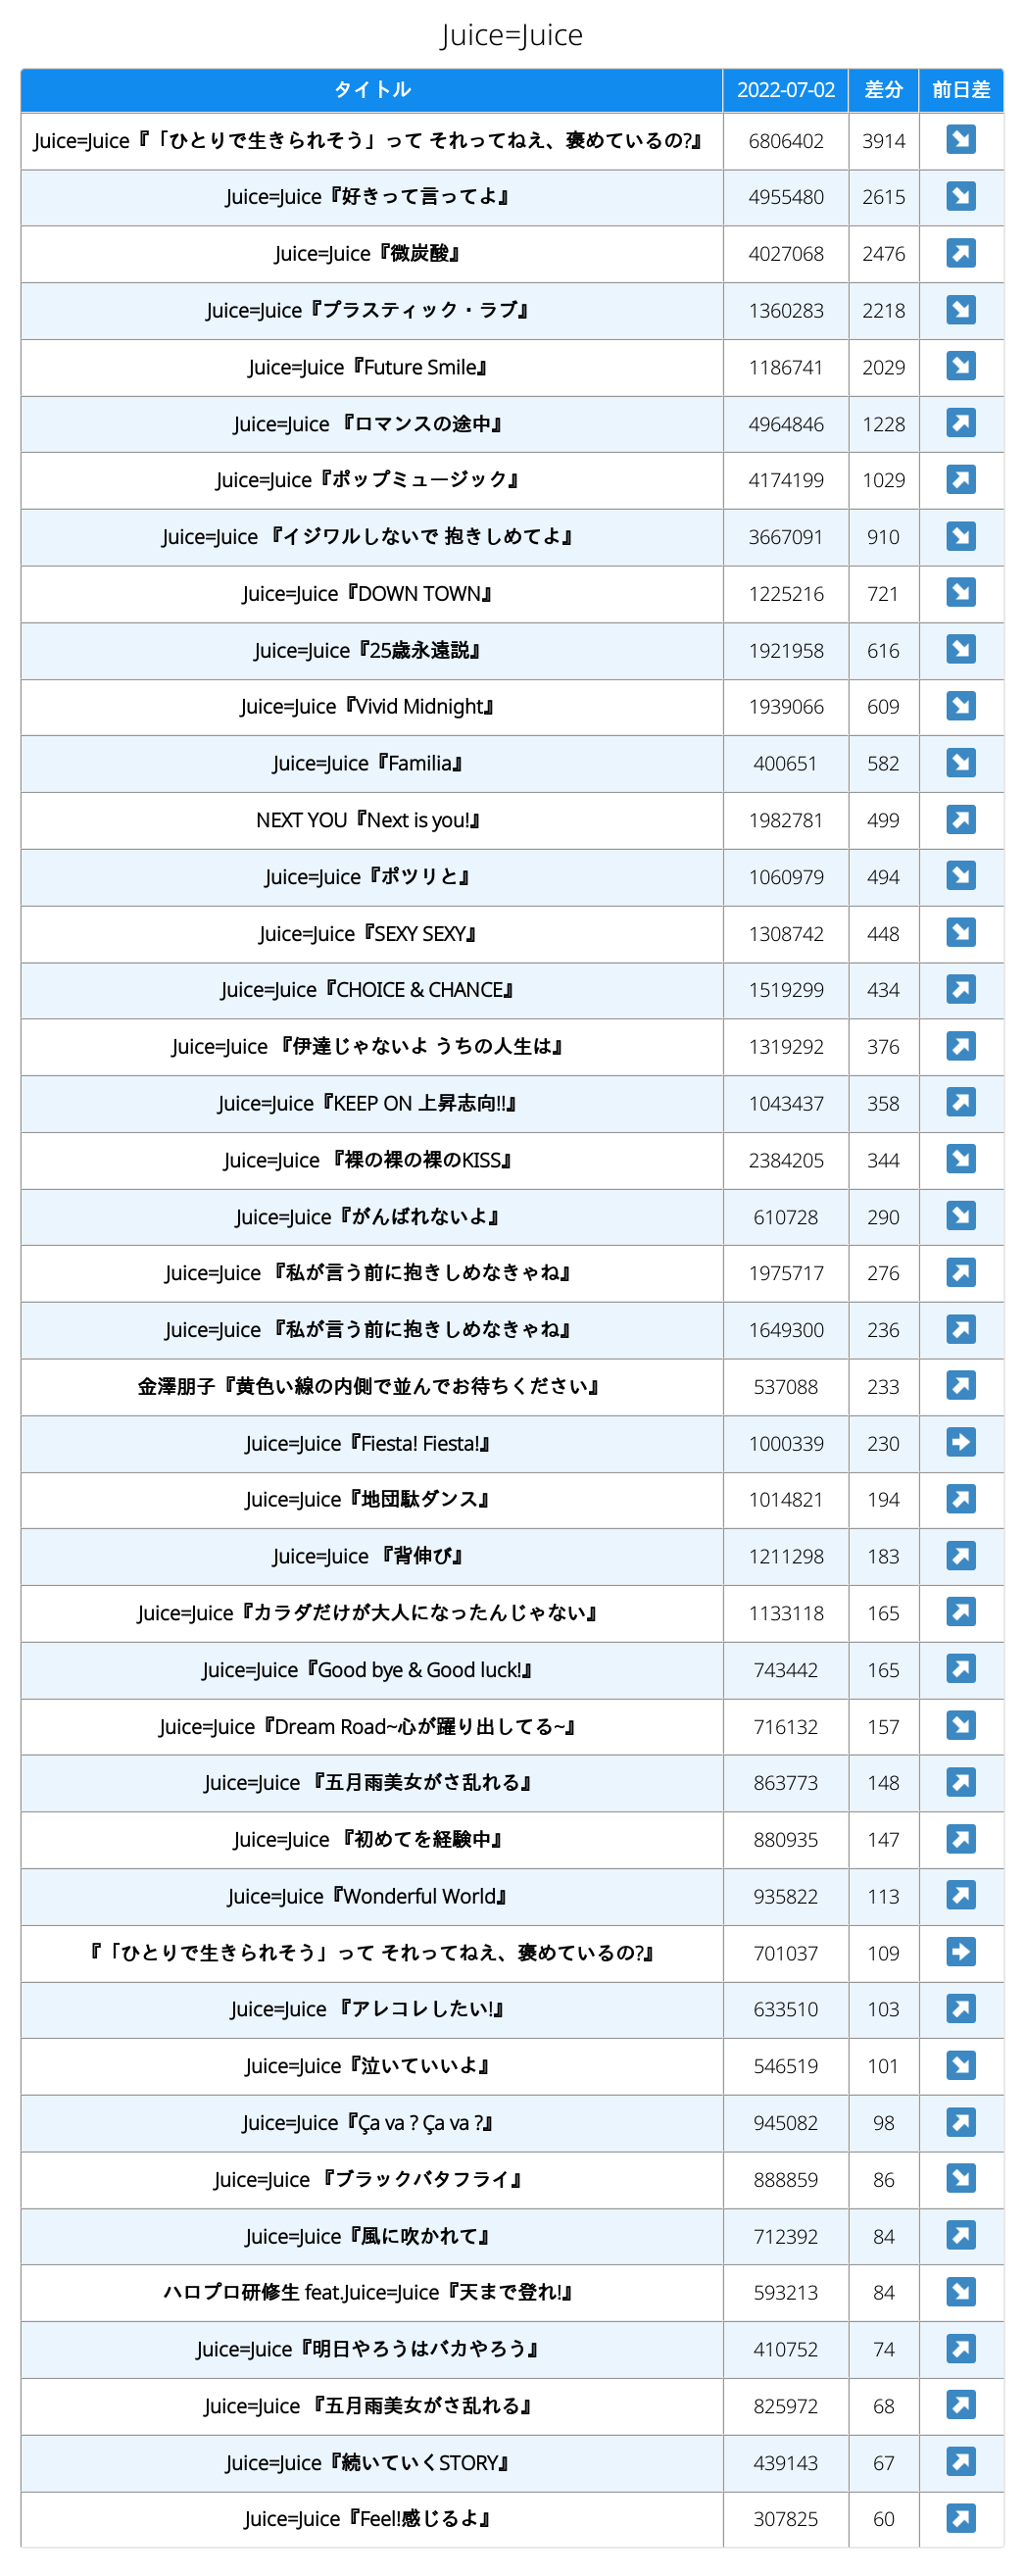 Juice=Juice
タイトル 2022-07-02 差分 前日差
Juice=Juice『「ひとりで生きられそう」って それってねえ、褒めているの?』 6806402 3914 ↘
Juice=Juice『好きって言ってよ』 4955480 2615 ↘
Juice=Juice『微炭酸』 4027068 2476 ↗
Juice=Juice『プラスティック・ラブ』 1360283 2218 ↘
Juice=Juice『Future Smile』 1186741 2029 ↘
Juice=Juice 『ロマンスの途中』 4964846 1228 ↗
Juice=Juice『ポップミュージック』 4174199 1029 ↗
Juice=Juice 『イジワルしないで 抱きしめてよ』 3667091 910 ↘
Juice=Juice『DOWN TOWN』 1225216 721 ↘
Juice=Juice『25歳永遠説』 1921958 616 ↘
Juice=Juice『Vivid Midnight』 1939066 609 ↘
Juice=Juice『Familia』 400651 582 ↘
NEXT YOU『Next is you!』 1982781 499 ↗
Juice=Juice『ポツリと』 1060979 494 ↘
Juice=Juice『SEXY SEXY』 1308742 448 ↘
Juice=Juice『CHOICE & CHANCE』 1519299 434 ↗
Juice=Juice 『伊達じゃないよ うちの人生は』 1319292 376 ↗
Juice=Juice『KEEP ON 上昇志向!!』 1043437 358 ↗
Juice=Juice 『裸の裸の裸のKISS』 2384205 344 ↘
Juice=Juice『がんばれないよ』 610728 290 ↘
Juice=Juice 『私が言う前に抱きしめなきゃね』 1975717 276 ↗
Juice=Juice 『私が言う前に抱きしめなきゃね』 1649300 236 ↗
金澤朋子『黄色い線の内側で並んでお待ちください』 537088 233 ↗
Juice=Juice『Fiesta! Fiesta!』 1000339 230 ➡
Juice=Juice『地団駄ダンス』 1014821 194 ↗
Juice=Juice 『背伸び』 1211298 183 ↗
Juice=Juice『カラダだけが大人になったんじゃない』 1133118 165 ↗
Juice=Juice『Good bye & Good luck!』 743442 165 ↗
Juice=Juice『Dream Road~心が躍り出してる~』 716132 157 ↘
Juice=Juice 『五月雨美女がさ乱れる』 863773 148 ↗
Juice=Juice 『初めてを経験中』 880935 147 ↗
Juice=Juice『Wonderful World』 935822 113 ↗
『「ひとりで生きられそう」って それってねえ、褒めているの?』 701037 109 ➡
Juice=Juice 『アレコレしたい!』 633510 103 ↗
Juice=Juice『泣いていいよ』 546519 101 ↘
Juice=Juice『Ça va ? Ça va ?』 945082 98 ↗
Juice=Juice 『ブラックバタフライ』 888859 86 ↘
Juice=Juice『風に吹かれて』 712392 84 ↗
ハロプロ研修生 feat.Juice=Juice『天まで登れ!』 593213 84 ↘
Juice=Juice『明日やろうはバカやろう』 410752 74 ↗
Juice=Juice 『五月雨美女がさ乱れる』 825972 68 ↗
Juice=Juice『続いていくSTORY』 439143 67 ↗
Juice=Juice『Feel!感じるよ』 307825 60 ↗